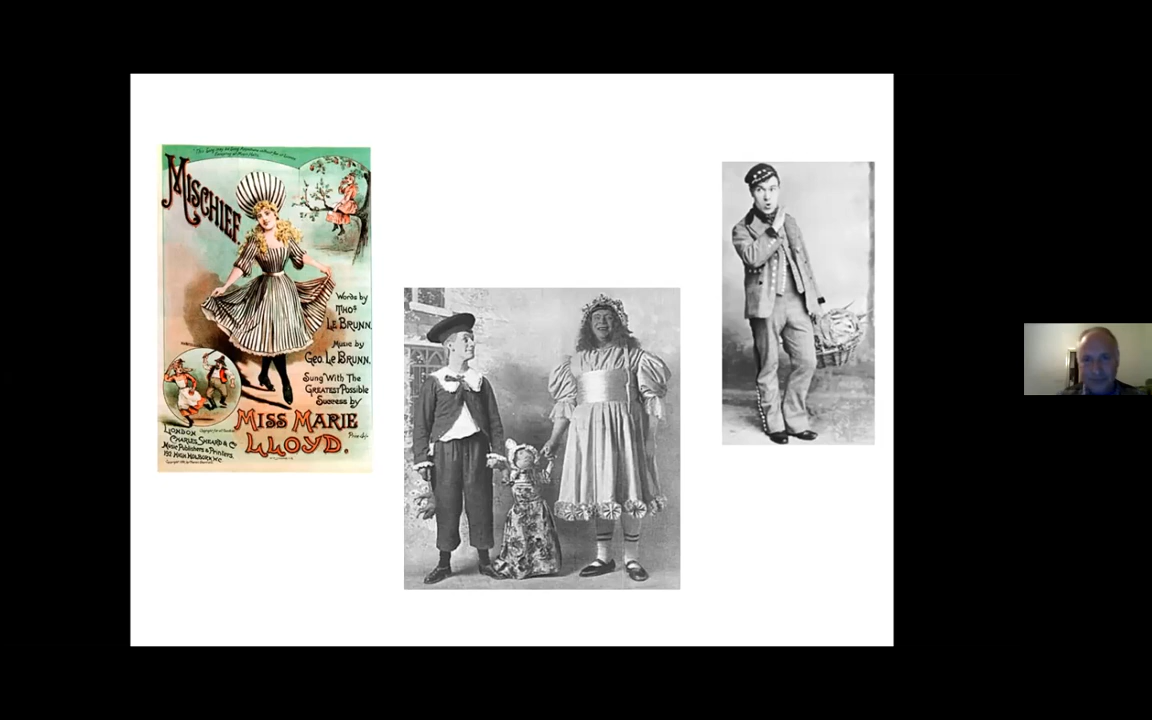 MISCHIEF.
Words by
THOS
LE BRUNN.
Music by
GEO. LE BRUNN.
Sung With The
GREATEST Possible
Success by
MISS MARIE
LLOYD.
LONDON
CHARLES SHEARD & Co
Music Publishers & Printers,
192 HIGH HOLBORN, W.C.